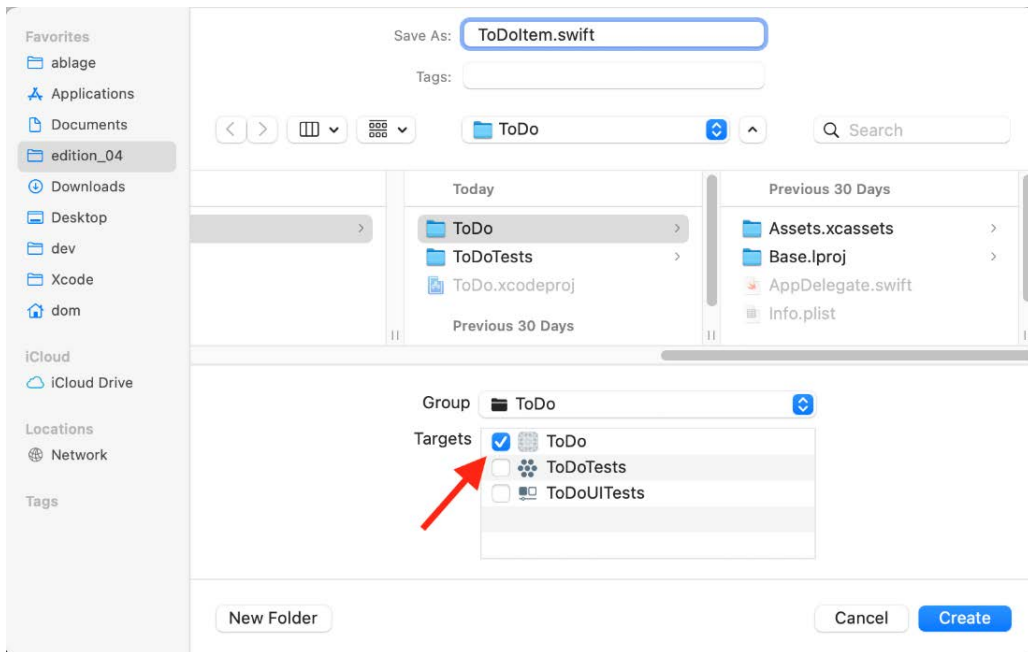 Favorites
ablage
Applications
Documents
edition_04
Downloads
Desktop
dev
Xcode
dom
iCloud
iCloud Drive
Locations
Network
Tags
Save As: ToDoItem.swift
Tags:
ToDo
Search
Today
ToDo
ToDoTests
ToDo.xcodeproj
Previous 30 Days
Previous 30 Days
Assets.xcassets
Base.lproj
AppDelegate.swift
Info.plist
Group ToDo
Targets ToDo
ToDoTests
ToDoUITests
New Folder
Cancel
Create